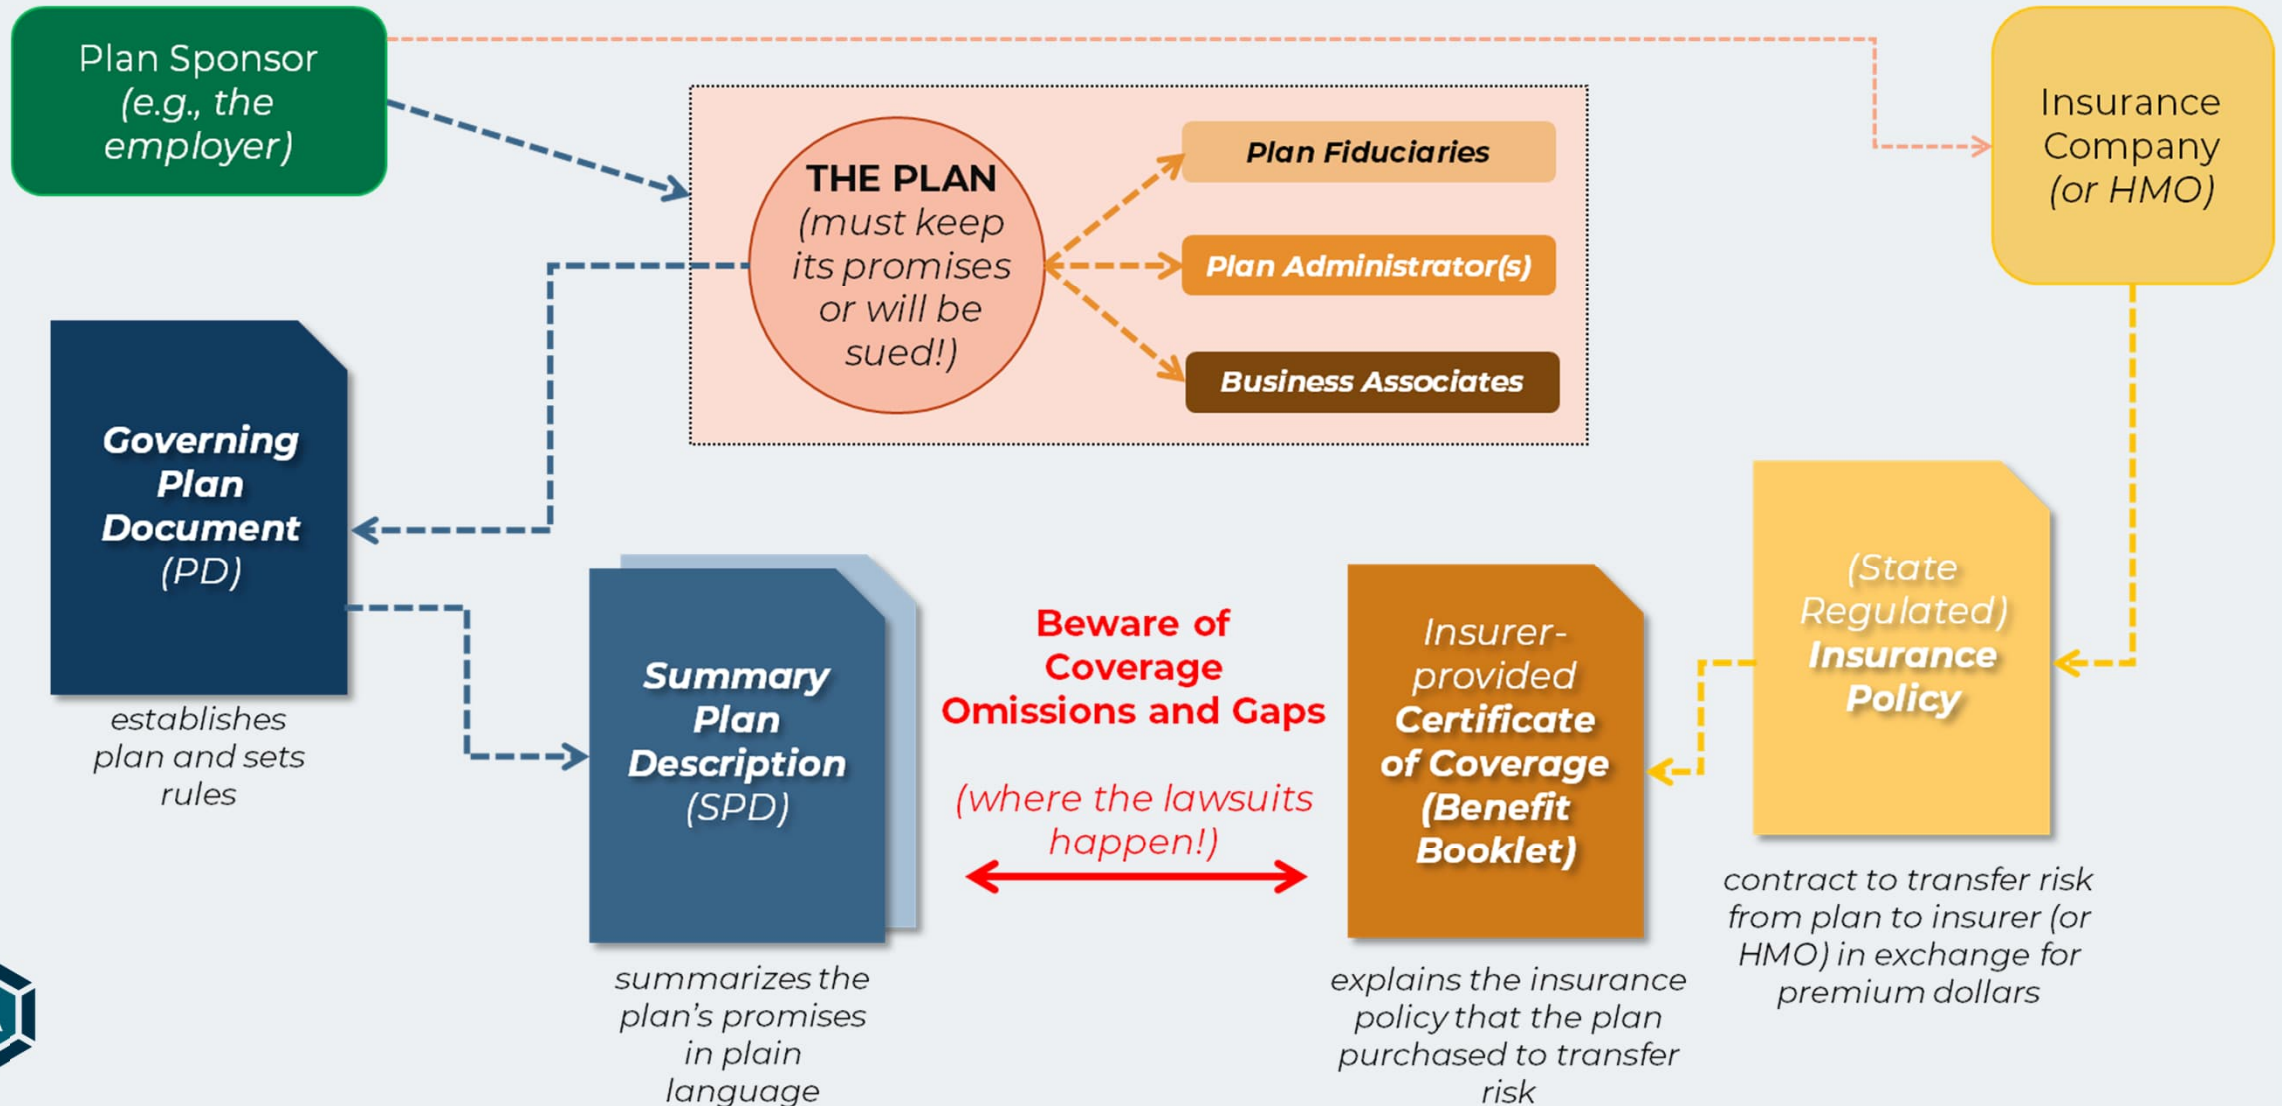 Plan Sponsor
(e.g., the
employer)
THE PLAN
(must keep
its promises
or will be
sued!)
Plan Fiduciaries
Plan Administrator(s)
Business Associates
Insurance
Company
(or HMO)
Governing
Plan
Document
(PD)
establishes
plan and sets
rules
Summary
Plan
Description
(SPD)
summarizes the
plan’s promises
in plain
language
Beware of
Coverage
Omissions and Gaps
(where the lawsuits
happen!)
Insurer-
provided
Certificate
of Coverage
(Benefit
Booklet)
explains the insurance
policy that the plan
purchased to transfer
risk
(State
Regulated)
Insurance
Policy
contract to transfer risk
from plan to insurer (or
HMO) in exchange for
premium dollars